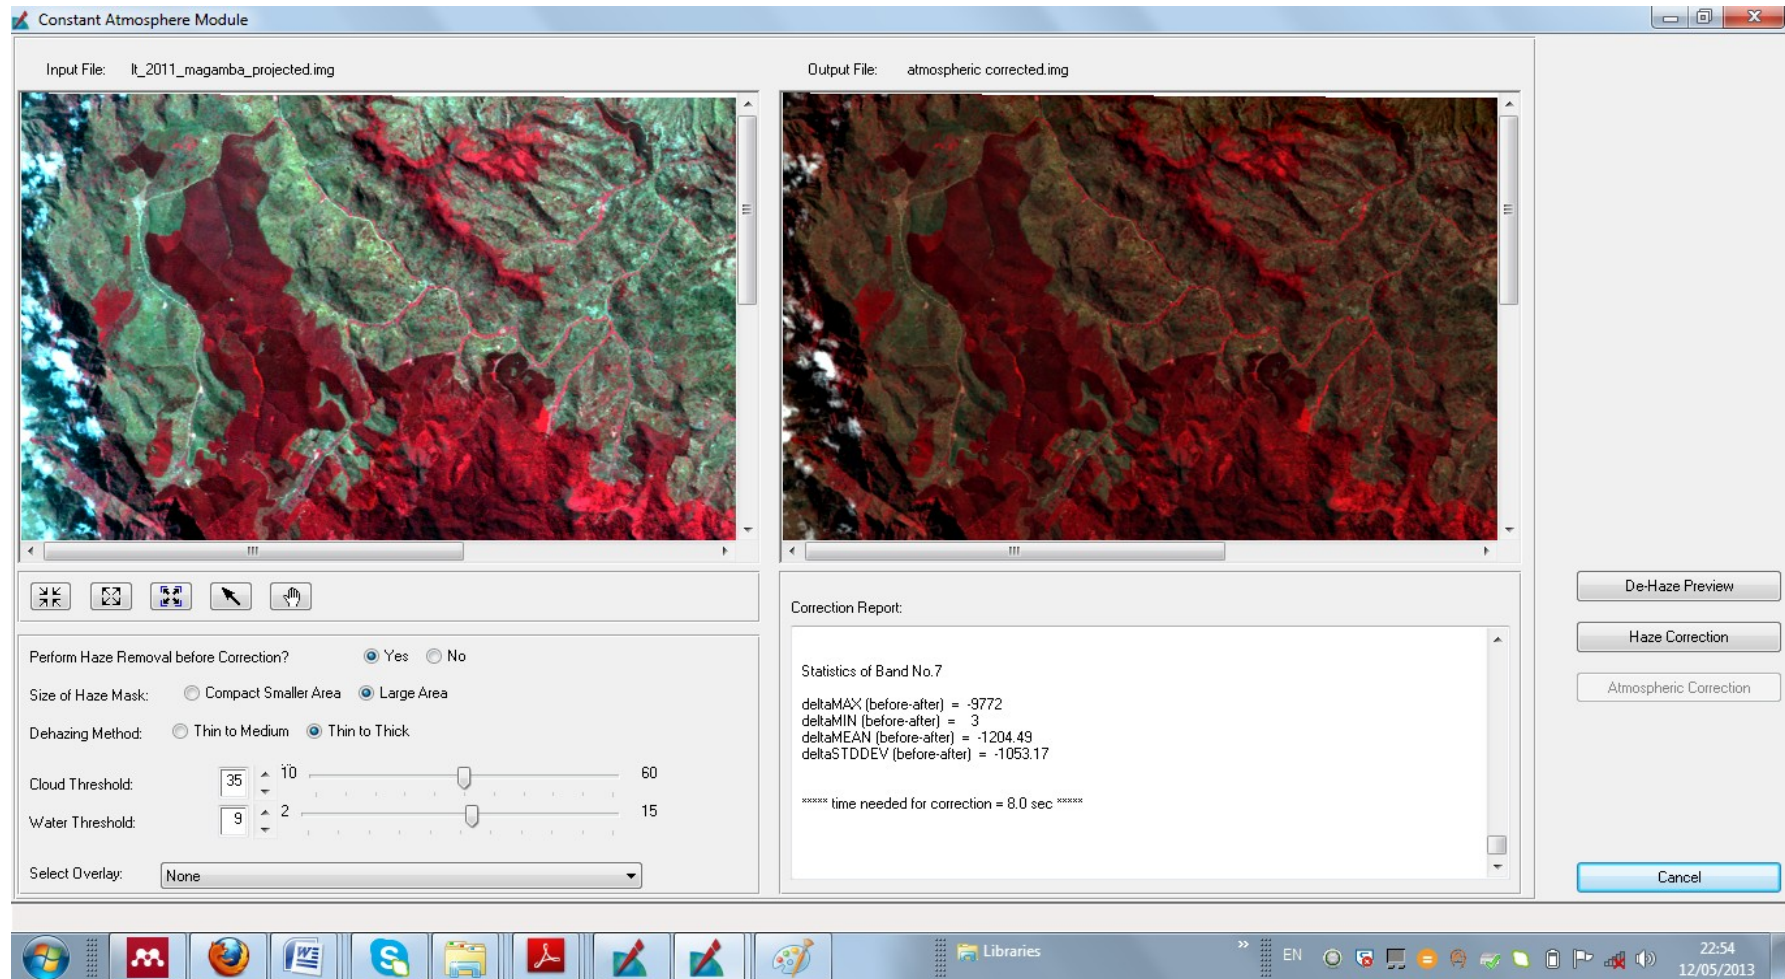 Constant Atmosphere Module
Input File: lt_2011_magamba_projected.img
Output File: atmospheric corrected.img
Perform Haze Removal before Correction? Yes No
Size of Haze Mask: Compact Smaller Area Large Area
Dehazing Method: Thin to Medium Thin to Thick
Cloud Threshold: 35 10 60
Water Threshold: 9 2 15
Select Overlay: None
Correction Report:
Statistics of Band No.7
deltaMAX (before-after) = -9772
deltaMIN (before-after) = 3
deltaMEAN (before-after) = -1204.49
deltaSTDDEV (before-after) = -1053.17
***** time needed for correction = 8.0 sec *****
De-Haze Preview
Haze Correction
Atmospheric Correction
Cancel
Libraries
EN
22:54
12/05/2013